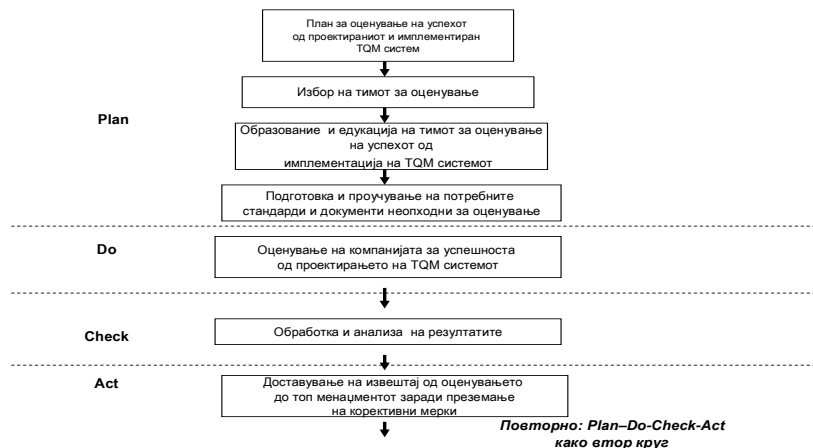 План за оценување на успехот
од проектираниот и имплементиран
TQM систем
Избор на тимот за оценување
Plan
Образование и едукација на тимот за оценување
на успехот од
имплементација на TQM системот
Подготовка и проучување на потребните
стандарди и документи неопходни за оценување
Do
Оценување на компанијата за успешноста
од проектирањето на TQM системот
Check
Обработка и анализа на резултатите
Act
Доставување на извештај од оценувањето
до топ менаџментот заради преземање
на корективни мерки
Повторно: Plan–Do-Check-Act
како втор круг